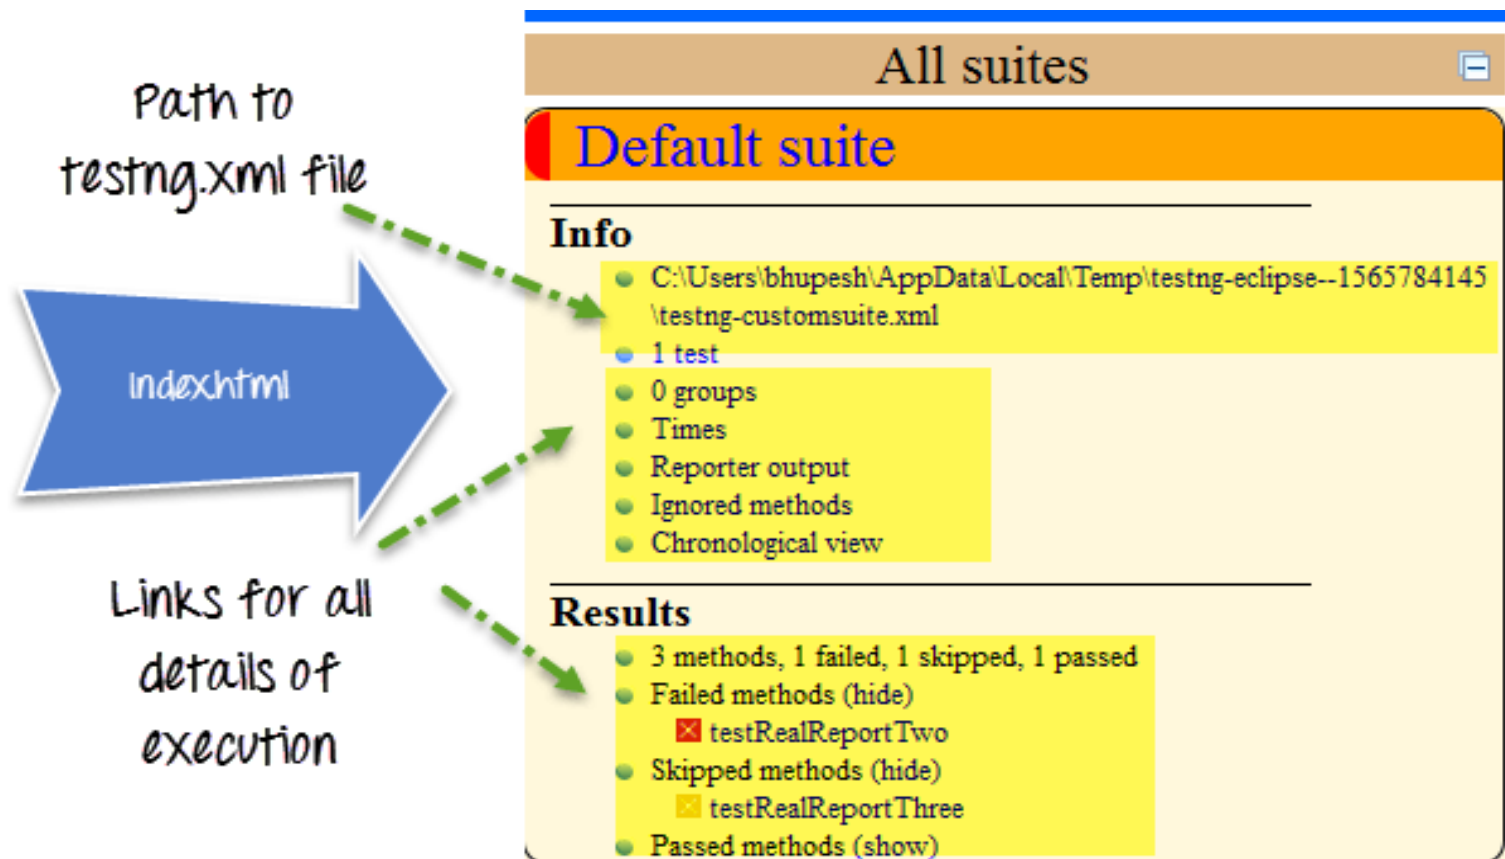 Path to
testng.xml file
index.html
Links for all
details of
execution
All suites
Default suite
Info
C:\Users\bhupesh\AppData\Local\Temp\testng-eclipse--1565784145
\testng-customsuite.xml
1 test
0 groups
Times
Reporter output
Ignored methods
Chronological view
Results
3 methods, 1 failed, 1 skipped, 1 passed
Failed methods (hide)
testRealReportTwo
Skipped methods (hide)
testRealReportThree
Passed methods (show)